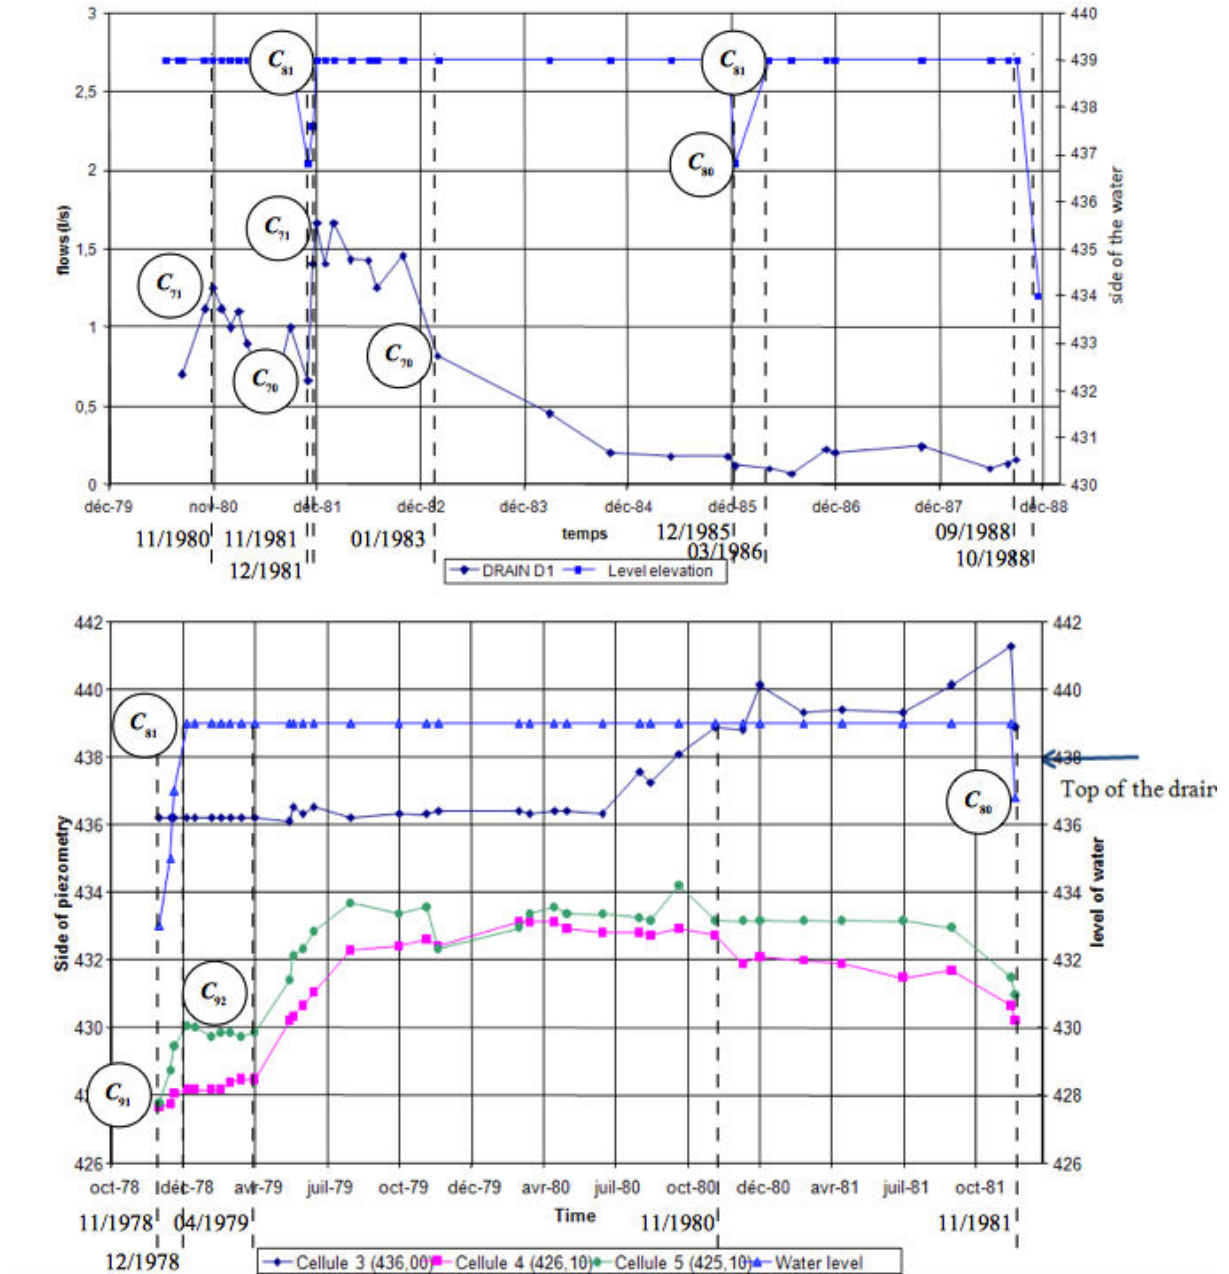 3
440
C81
C81
439
2,5
438
C80
437
2
436
flows (l/s)
C71
1,5
435
side of the water
C71
434
1
433
C70
C70
432
0,5
431
0
430
déc-79
nov-80
déc-81
déc-82
déc-83
déc-84
déc-85
déc-86
déc-87
déc-88
11/1980
11/1981
01/1983
temps
12/1985
09/1988
12/1981
03/1986
10/1988
DRAIN D1
Level elevation
442
442
440
440
C81
438
438
Top of the drain
C80
436
436
Side of piezometry
level of water
434
434
432
432
C92
430
430
C91
428
426
426
oct-78
déc-78
avr-79
juil-79
oct-79
déc-79
avr-80
juil-80
oct-80
déc-80
avr-81
juil-81
oct-81
11/1978
04/1979
Time
11/1980
11/1981
12/1978
Cellule 3 (436,00)
Cellule 4 (426,10)
Cellule 5 (425,10)
Water level